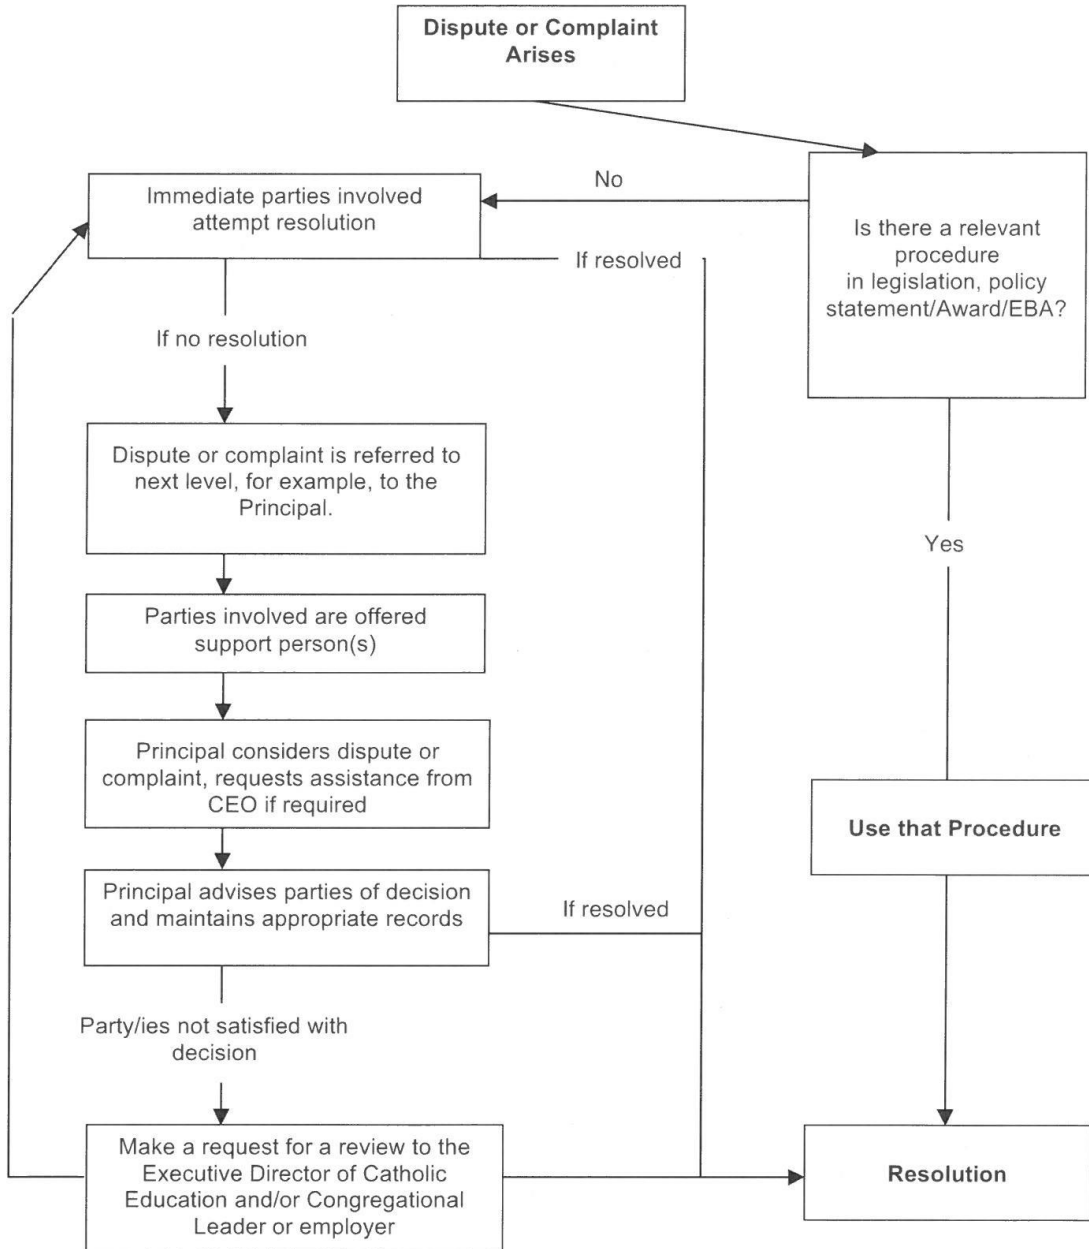 Dispute or Complaint
Arises
No
Immediate parties involved
attempt resolution
Is there a relevant
procedure
in legislation, policy
statement/Award/EBA?
If resolved
If no resolution
Dispute or complaint is referred to
next level, for example, to the
Principal.
Yes
Parties involved are offered
support person(s)
Principal considers dispute or
complaint, requests assistance from
CEO if required
Use that Procedure
Principal advises parties of decision
and maintains appropriate records
If resolved
Party/ies not satisfied with
decision
Make a request for a review to the
Executive Director of Catholic
Education and/or Congregational
Leader or employer
Resolution